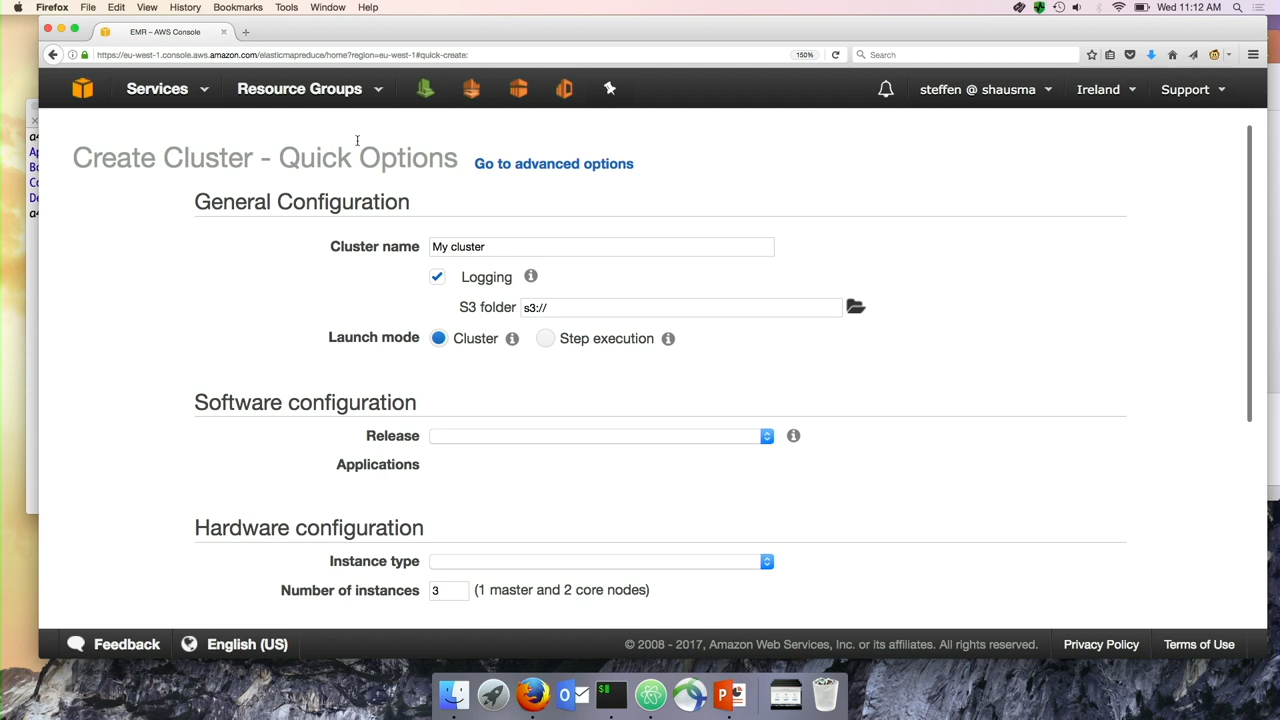 Firefox File Edit View History Bookmarks Tools Window Help Wed 11:12 AM
EMR - AWS Console
https://eu-west-1.console.aws.amazon.com/elasticmapreduce/home?region=eu-west-1#quick-create: 150% Search
Services Resource Groups steffen @ shausma Ireland Support
Create Cluster - Quick Options Go to advanced options
General Configuration
Cluster name My cluster
Logging
S3 folder s3://
Launch mode Cluster Step execution
Software configuration
Release
Applications
Hardware configuration
Instance type
Number of instances 3 (1 master and 2 core nodes)
Feedback English (US) © 2008 - 2017, Amazon Web Services, Inc. or its affiliates. All rights reserved. Privacy Policy Terms of Use